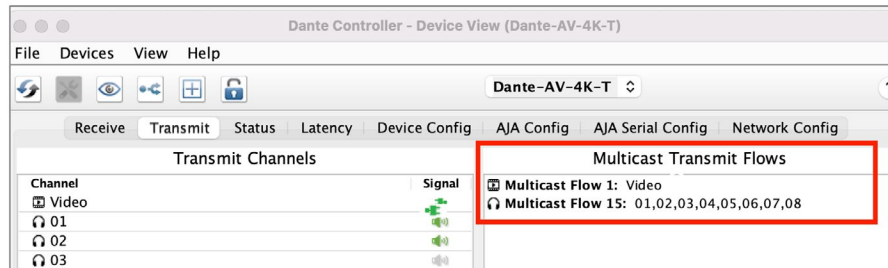 Dante Controller - Device View (Dante-AV-4K-T)
File Devices View Help
Dante-AV-4K-T
Receive Transmit Status Latency Device Config AJA Config AJA Serial Config Network Config
Transmit Channels
Multicast Transmit Flows
Channel Signal
Multicast Flow 1: Video
Video
Multicast Flow 15: 01,02,03,04,05,06,07,08
01
02
03